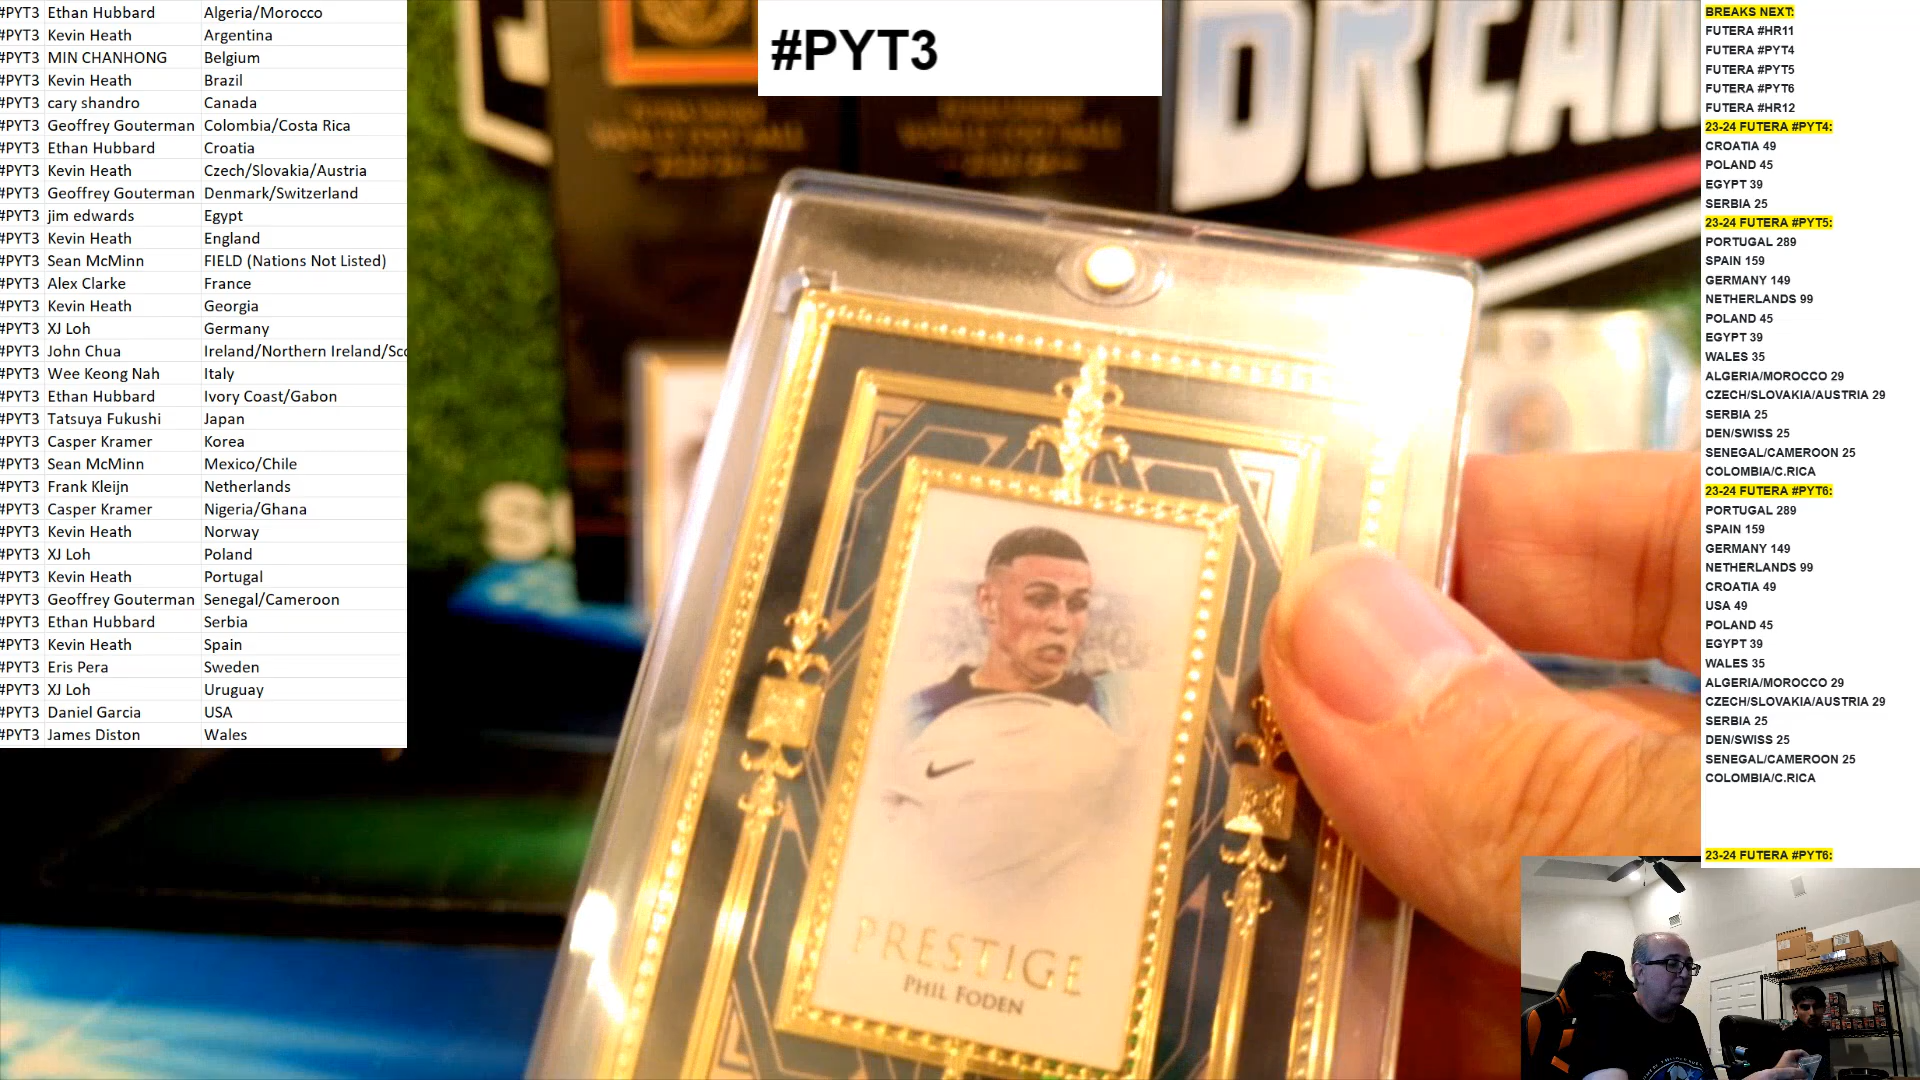 #PYT3 Ethan Hubbard Algeria/Morocco
#PYT3 Kevin Heath Argentina
#PYT3 MIN CHANHONG Belgium
#PYT3 Kevin Heath Brazil
#PYT3 cary shandro Canada
#PYT3 Geoffrey Gouterman Colombia/Costa Rica
#PYT3 Ethan Hubbard Croatia
#PYT3 Kevin Heath Czech/Slovakia/Austria
#PYT3 Geoffrey Gouterman Denmark/Switzerland
#PYT3 jim edwards Egypt
#PYT3 Kevin Heath England
#PYT3 Sean McMinn FIELD (Nations Not Listed)
#PYT3 Alex Clarke France
#PYT3 Kevin Heath Georgia
#PYT3 XJ Loh Germany
#PYT3 John Chua Ireland/Northern Ireland/Sco
#PYT3 Wee Keong Nah Italy
#PYT3 Ethan Hubbard Ivory Coast/Gabon
#PYT3 Tatsuya Fukushi Japan
#PYT3 Casper Kramer Korea
#PYT3 Sean McMinn Mexico/Chile
#PYT3 Frank Kleijn Netherlands
#PYT3 Casper Kramer Nigeria/Ghana
#PYT3 Kevin Heath Norway
#PYT3 XJ Loh Poland
#PYT3 Kevin Heath Portugal
#PYT3 Geoffrey Gouterman Senegal/Cameroon
#PYT3 Ethan Hubbard Serbia
#PYT3 Kevin Heath Spain
#PYT3 Eris Pera Sweden
#PYT3 XJ Loh Uruguay
#PYT3 Daniel Garcia USA
#PYT3 James Diston Wales
#PYT3
DREAM
PRESTIGE
PHIL FODEN
BREAKS NEXT:
FUTERA #HR11
FUTERA #PYT4
FUTERA #PYT5
FUTERA #PYT6
FUTERA #HR12
23-24 FUTERA #PYT4:
CROATIA 49
POLAND 45
EGYPT 39
SERBIA 25
23-24 FUTERA #PYT5:
PORTUGAL 289
SPAIN 159
GERMANY 149
NETHERLANDS 99
POLAND 45
EGYPT 39
WALES 35
ALGERIA/MOROCCO 29
CZECH/SLOVAKIA/AUSTRIA 29
SERBIA 25
DEN/SWISS 25
SENEGAL/CAMEROON 25
COLOMBIA/C.RICA
23-24 FUTERA #PYT6:
PORTUGAL 289
SPAIN 159
GERMANY 149
NETHERLANDS 99
CROATIA 49
USA 49
POLAND 45
EGYPT 39
WALES 35
ALGERIA/MOROCCO 29
CZECH/SLOVAKIA/AUSTRIA 29
SERBIA 25
DEN/SWISS 25
SENEGAL/CAMEROON 25
COLOMBIA/C.RICA
23-24 FUTERA #PYT6: